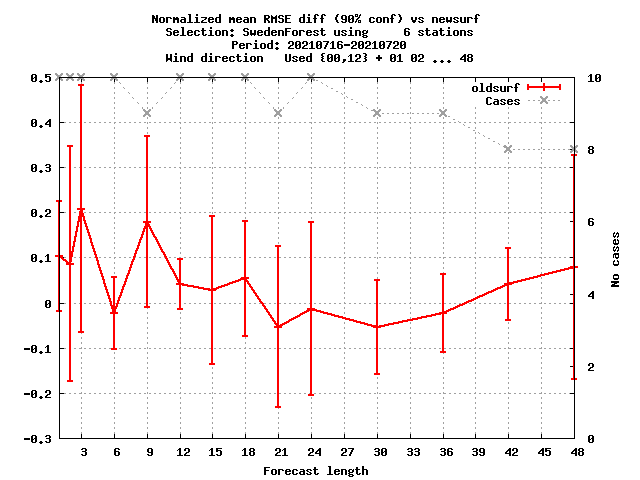 Normalized mean RMSE diff (90% conf) vs newsurf
Selection: SwedenForest using     6 stations
Period: 20210716-20210720
Wind direction   Used {00,12} + 01 02 ... 48
oldsurf
Cases
0.5
0.4
0.3
0.2
0.1
0
-0.1
-0.2
-0.3
10
8
6
4
2
0
No cases
3 6 9 12 15 18 21 24 27 30 33 36 39 42 45 48
Forecast length